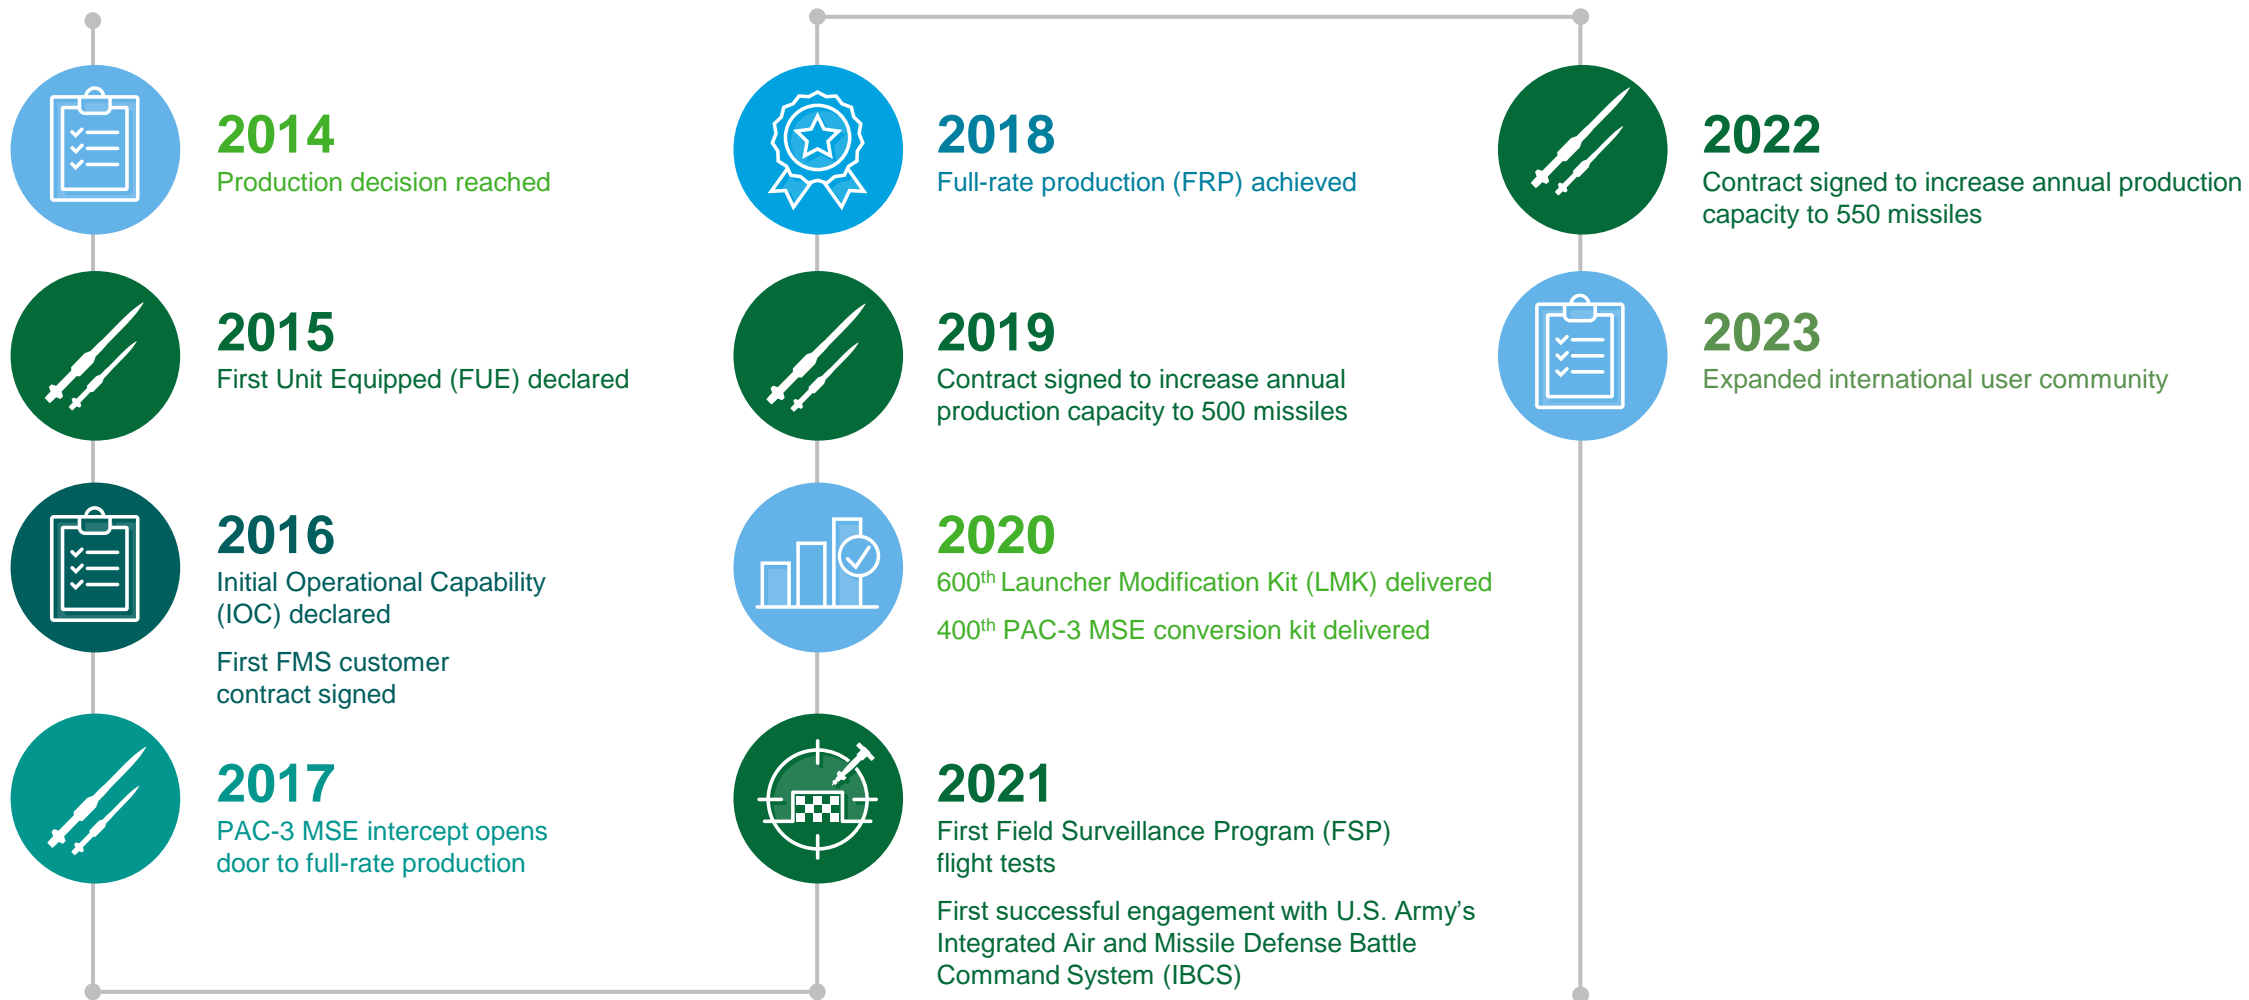 2014
Production decision reached
2015
First Unit Equipped (FUE) declared
2016
Initial Operational Capability
(IOC) declared
First FMS customer
contract signed
2017
PAC-3 MSE intercept opens
door to full-rate production
2018
Full-rate production (FRP) achieved
2019
Contract signed to increase annual
production capacity to 500 missiles
2020
600th Launcher Modification Kit (LMK) delivered
400th PAC-3 MSE conversion kit delivered
2021
First Field Surveillance Program (FSP)
flight tests
First successful engagement with U.S. Army’s
Integrated Air and Missile Defense Battle
Command System (IBCS)
2022
Contract signed to increase annual production
capacity to 550 missiles
2023
Expanded international user community